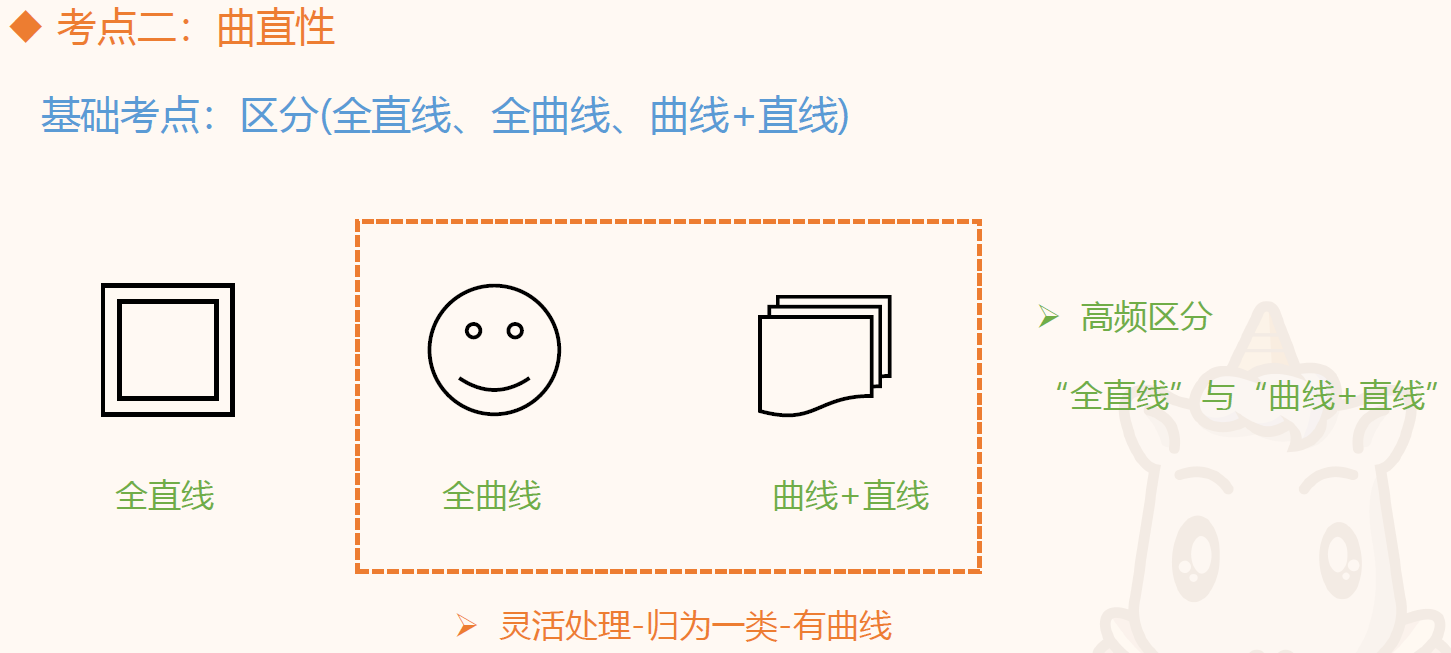 ◆ 考点二：曲直性
基础考点：区分(全直线、全曲线、曲线+直线)
➢ 高频区分
“全直线”与“曲线+直线”
全直线
全曲线
曲线+直线
➢ 灵活处理-归为一类-有曲线